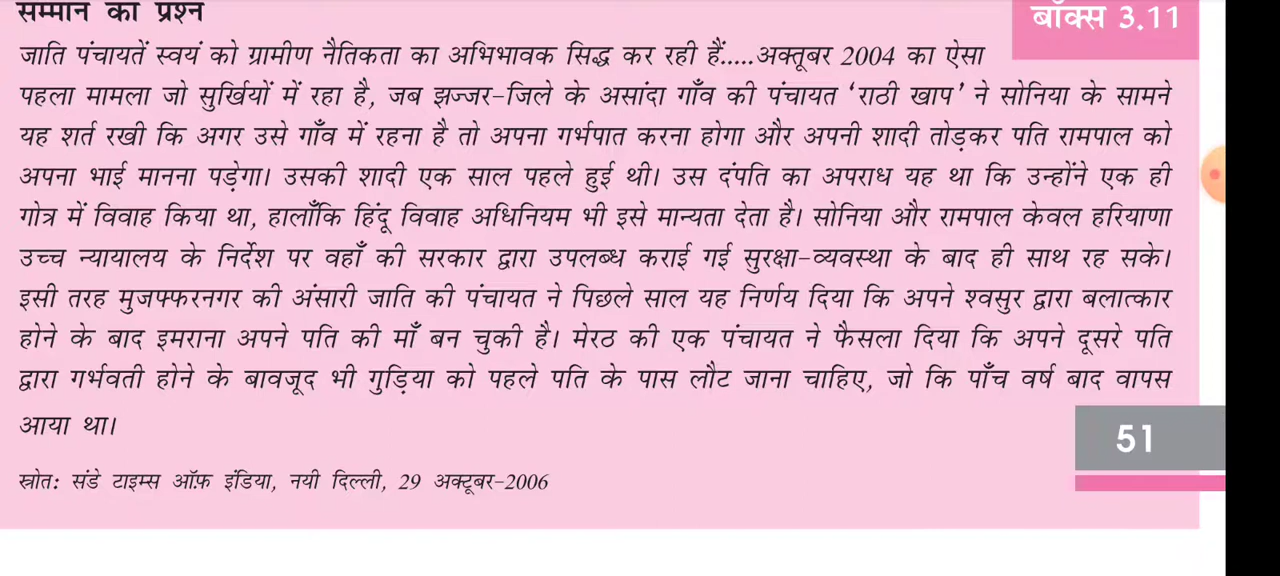 सम्मान का प्रश्न
बॉक्स 3.11
जाति पंचायतें स्वयं को ग्रामीण नैतिकता का अभिभावक सिद्ध कर रही हैं.....अक्तूबर 2004 का ऐसा
पहला मामला जो सुर्खियों में रहा है, जब झज्जर-जिले के असांदा गाँव की पंचायत ‘राठी खाप’ ने सोनिया के सामने
यह शर्त रखी कि अगर उसे गाँव में रहना है तो अपना गर्भपात करना होगा और अपनी शादी तोड़कर पति रामपाल को
अपना भाई मानना पड़ेगा। उसकी शादी एक साल पहले हुई थी। उस दंपति का अपराध यह था कि उन्होंने एक ही
गोत्र में विवाह किया था, हालाँकि हिंदू विवाह अधिनियम भी इसे मान्यता देता है। सोनिया और रामपाल केवल हरियाणा
उच्च न्यायालय के निर्देश पर वहाँ की सरकार द्वारा उपलब्ध कराई गई सुरक्षा-व्यवस्था के बाद ही साथ रह सके।
इसी तरह मुजफ्फरनगर की अंसारी जाति की पंचायत ने पिछले साल यह निर्णय दिया कि अपने श्वसुर द्वारा बलात्कार
होने के बाद इमराना अपने पति की माँ बन चुकी है। मेरठ की एक पंचायत ने फैसला दिया कि अपने दूसरे पति
द्वारा गर्भवती होने के बावजूद भी गुड़िया को पहले पति के पास लौट जाना चाहिए, जो कि पाँच वर्ष बाद वापस
आया था।
51
स्रोत: संडे टाइम्स ऑफ़ इंडिया, नयी दिल्ली, 29 अक्टूबर-2006